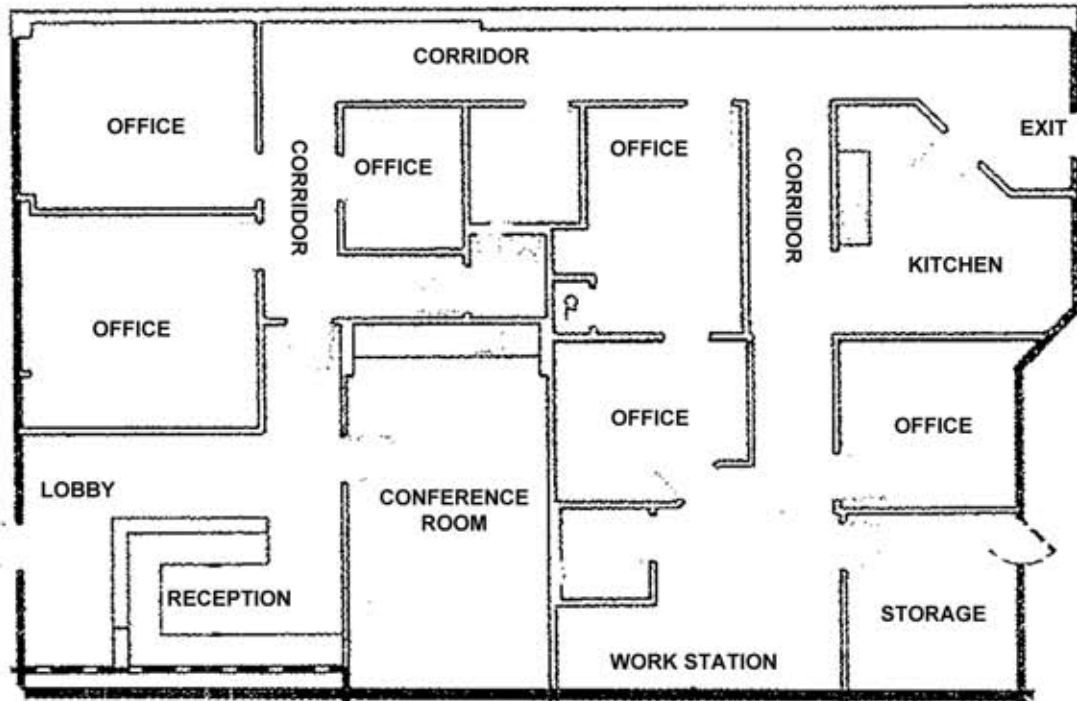 CORRIDOR
OFFICE
EXIT
OFFICE
OFFICE
CORRIDOR
CORRIDOR
KITCHEN
CL
OFFICE
OFFICE
OFFICE
LOBBY
CONFERENCE
ROOM
RECEPTION
STORAGE
WORK STATION